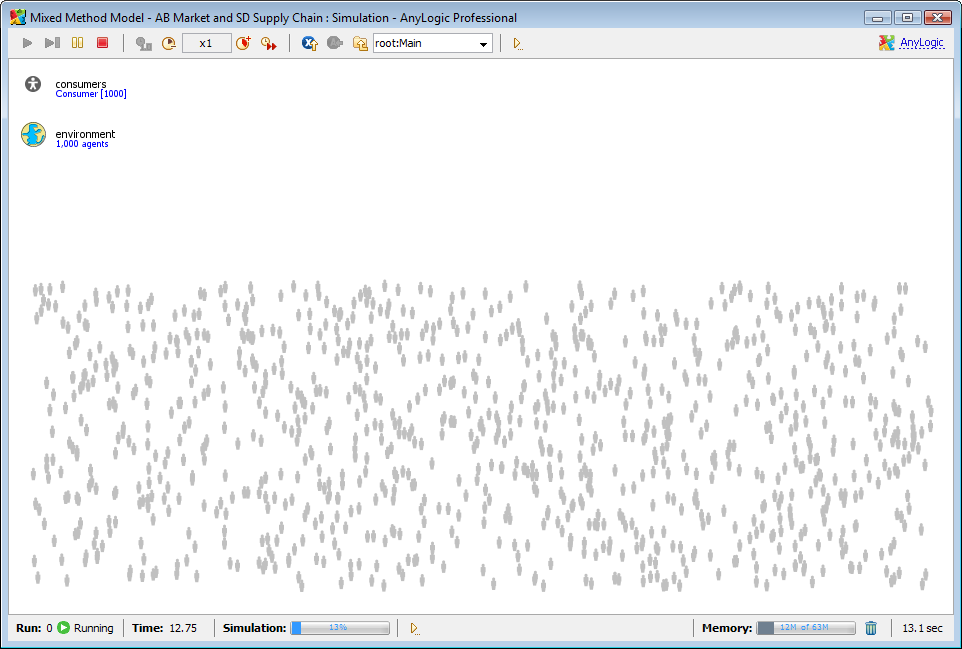 Mixed Method Model - AB Market and SD Supply Chain : Simulation - AnyLogic Professional
x1
root:Main
AnyLogic
consumers
Consumer [1000]
environment
1,000 agents
Run: 0 Running
Time: 12.75
Simulation: 13%
Memory: 12M of 63M
13.1 sec